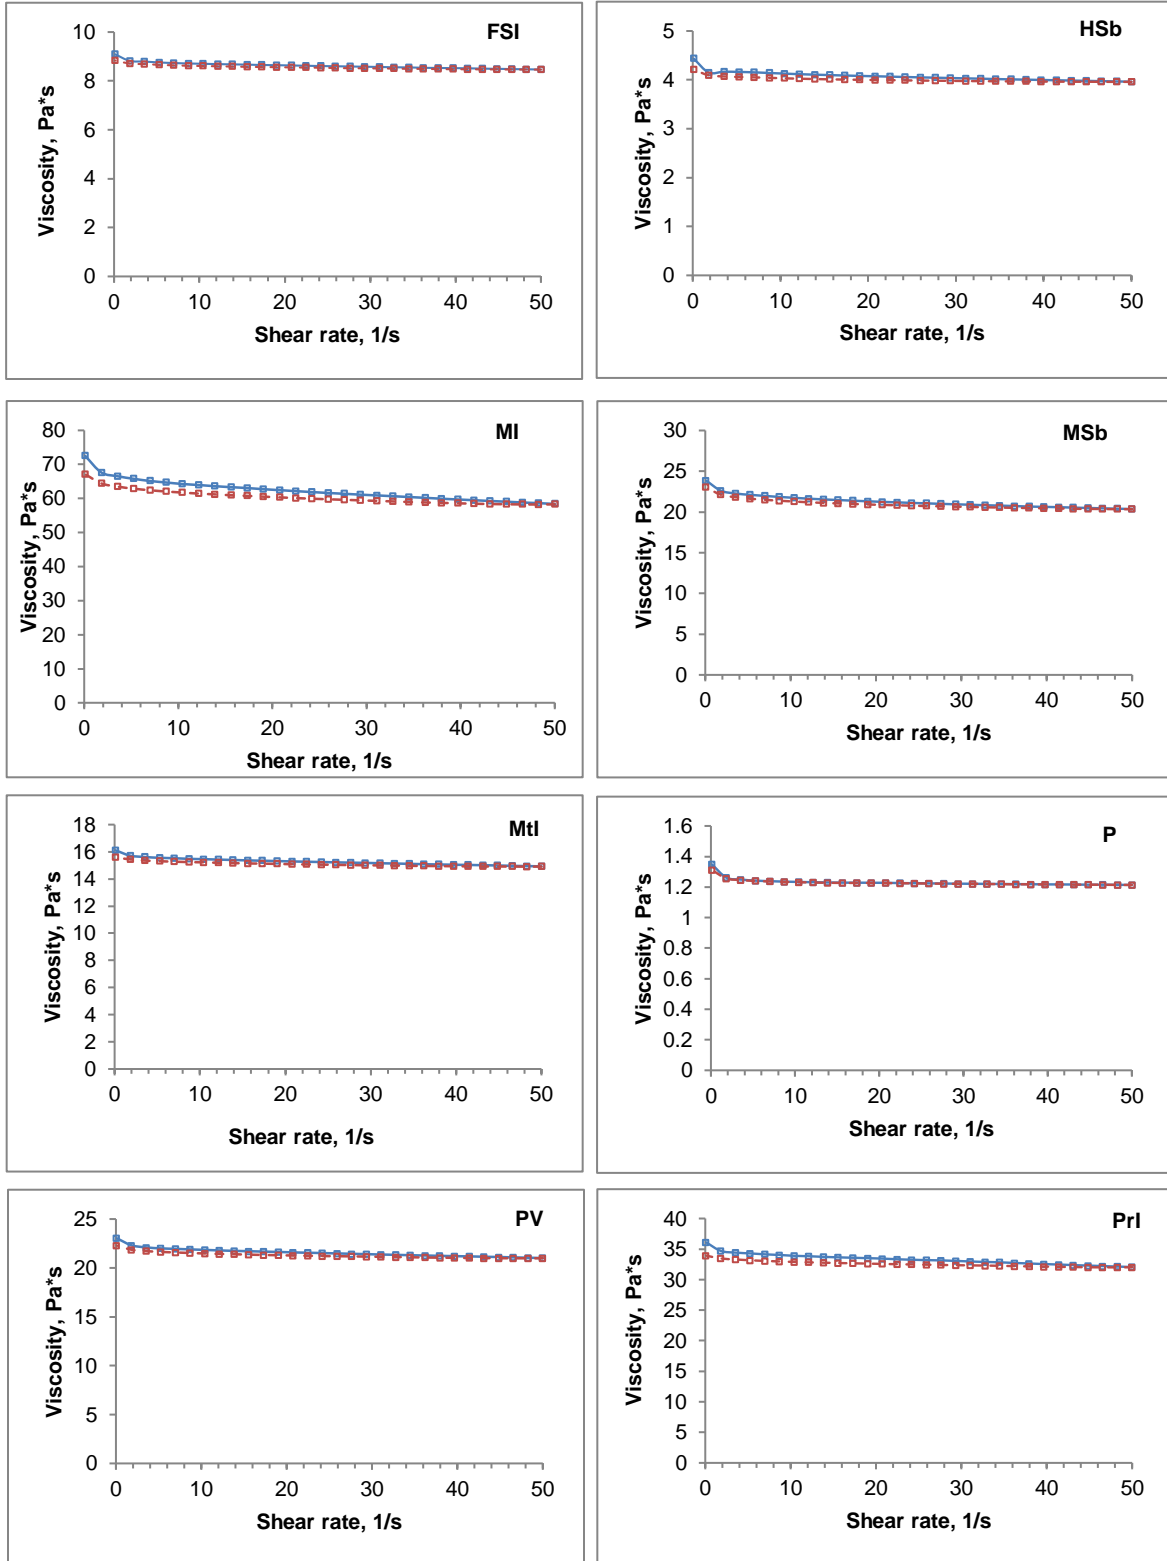 FSI
Viscosity, Pa*s
10
8
6
4
2
0
0 10 20 30 40 50
Shear rate, 1/s
HSb
Viscosity, Pa*s
5
4
3
2
1
0
0 10 20 30 40 50
Shear rate, 1/s
MI
Viscosity, Pa*s
80
70
60
50
40
30
20
10
0
0 10 20 30 40 50
Shear rate, 1/s
MSb
Viscosity, Pa*s
30
25
20
15
10
5
0
0 10 20 30 40 50
Shear rate, 1/s
MtI
Viscosity, Pa*s
18
16
14
12
10
8
6
4
2
0
0 10 20 30 40 50
Shear rate, 1/s
P
Viscosity, Pa*s
1.6
1.4
1.2
1
0.8
0.6
0.4
0.2
0
0 10 20 30 40 50
Shear rate, 1/s
PV
Viscosity, Pa*s
25
20
15
10
5
0
0 10 20 30 40 50
Shear rate, 1/s
PrI
Viscosity, Pa*s
40
35
30
25
20
15
10
5
0
0 10 20 30 40 50
Shear rate, 1/s